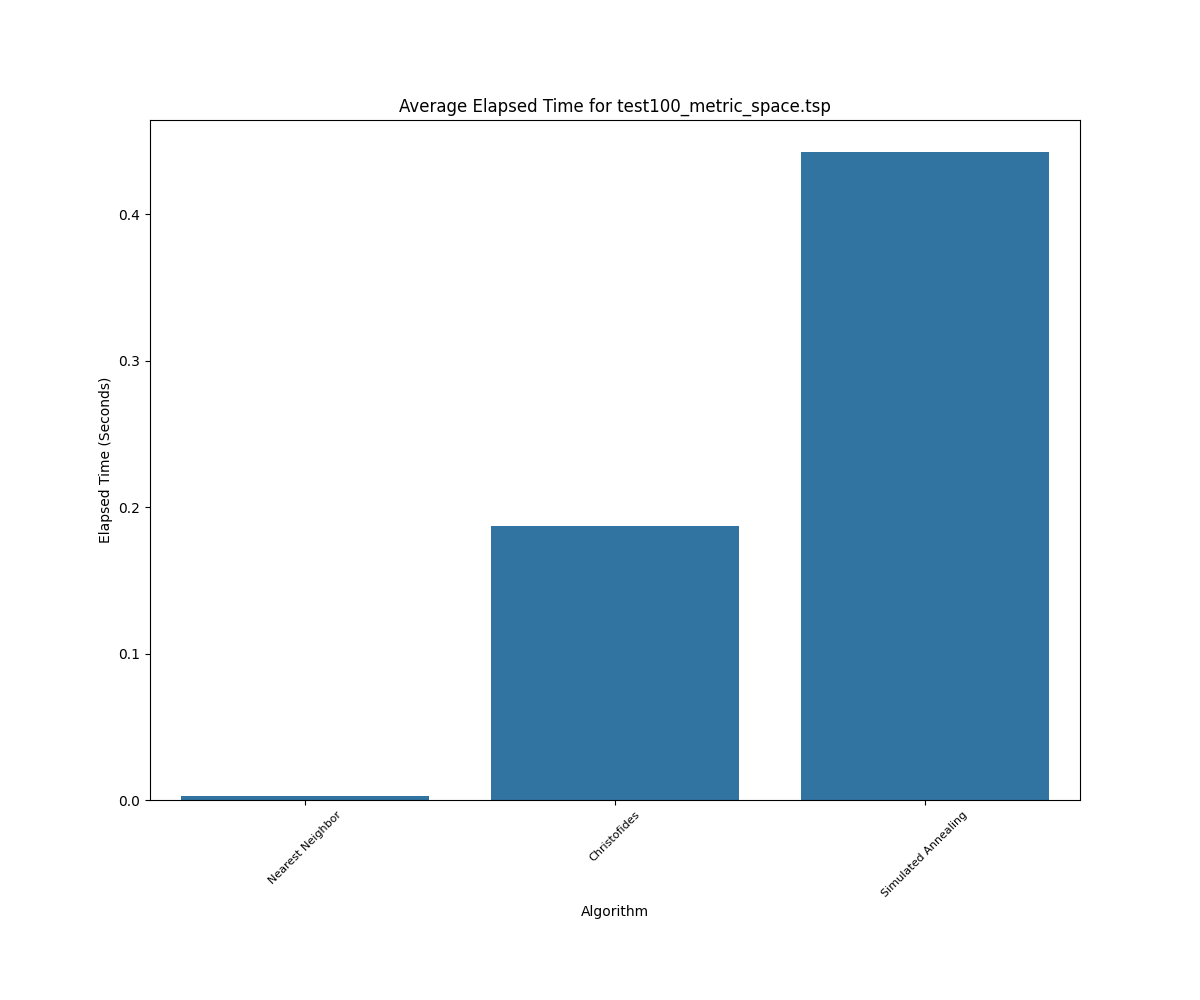 Average Elapsed Time for test100_metric_space.tsp
Elapsed Time (Seconds)
0.4
0.3
0.2
0.1
0.0
Nearest Neighbor
Christofides
Simulated Annealing
Algorithm